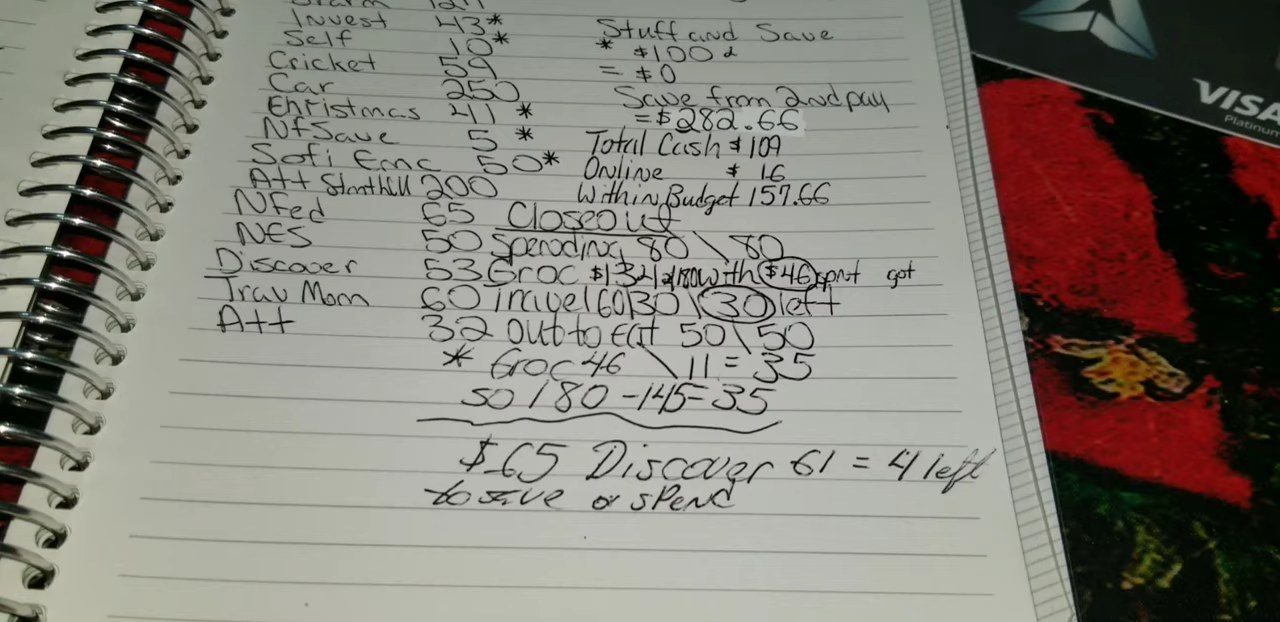 Invest 43*
Self 10*
Cricket 59
Car 250
Christmas 41 *
Nf Save 5 *
Sofi Emc 50*
Att Stmthll 200
NFed 65
NES 50
Discover 53
Trav Mom 60
Att 32
Stuff and Save
* $100
= $0
Save from 2nd pay
= $282.66
Total Cash $109
Online $ 16
Within Budget 157.66
Closeout
Spending 80 \ 80
Groc $134 180 with $46 got
Travel 60/30 \ 30 left
Out to Eat 50 \ 50
* Groc 46 \ 11 = 35
so 180 - 145 = 35
$65 Discover 61 = 4 left
to save or spend
VISA
Platinum